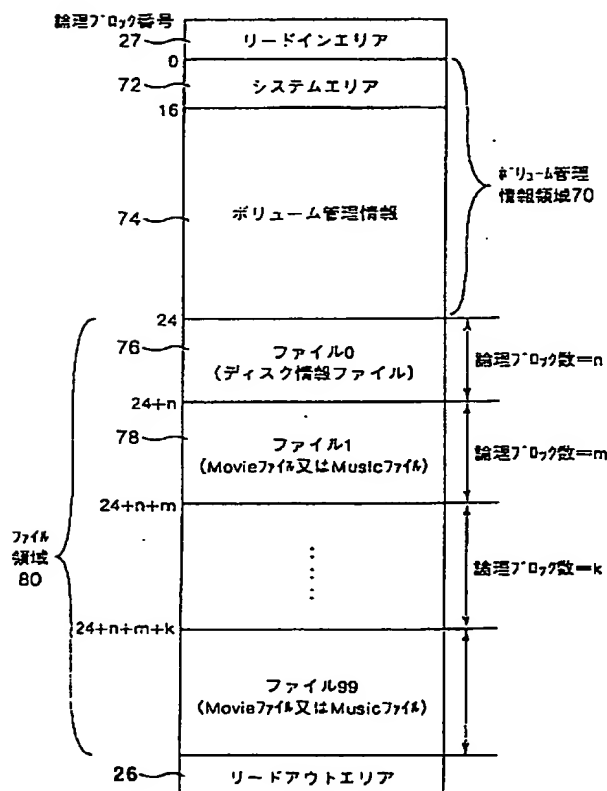 論理ブロック番号
27 リードインエリア
0
72 システムエリア
16
74 ボリューム管理情報
ボリューム管理
情報領域70
24
76 ファイル0
(ディスク情報ファイル)
論理ブロック数=n
24+n
78 ファイル1
(Movieファイル又はMusicファイル)
論理ブロック数=m
24+n+m
ファイル
領域
80
論理ブロック数=k
24+n+m+k
ファイル99
(Movieファイル又はMusicファイル)
26 リードアウトエリア